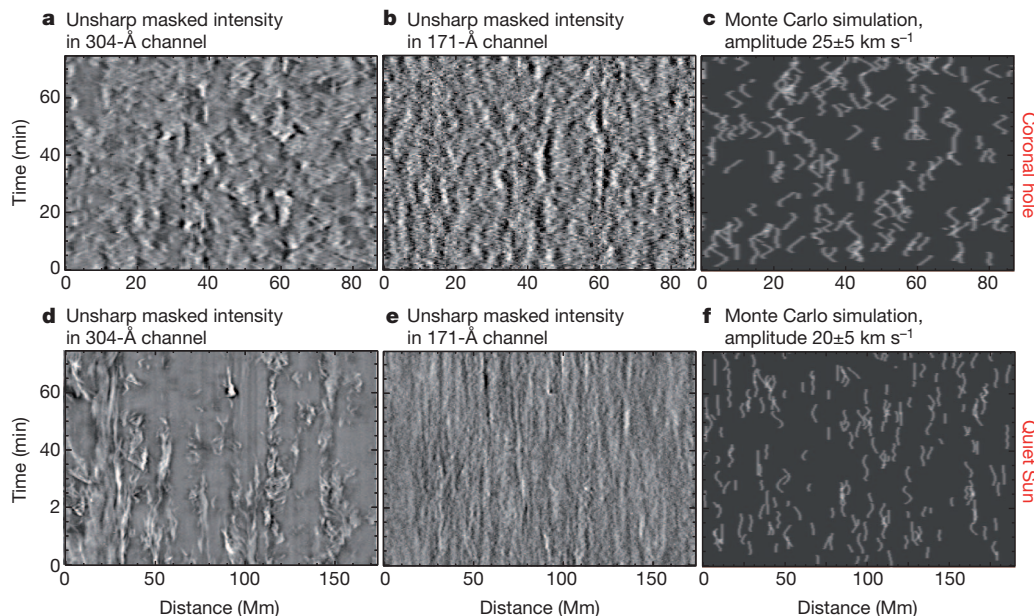 a Unsharp masked intensity
in 304-Å channel
b Unsharp masked intensity
in 171-Å channel
c Monte Carlo simulation,
amplitude 25±5 km s⁻¹
Time (min)
60
40
20
0
0 20 40 60 80
0 20 40 60 80
0 20 40 60 80
Coronal hole
d Unsharp masked intensity
in 304-Å channel
e Unsharp masked intensity
in 171-Å channel
f Monte Carlo simulation,
amplitude 20±5 km s⁻¹
Time (min)
60
40
2
0
0 50 100 150
0 50 100 150
0 50 100 150
Quiet Sun
Distance (Mm)
Distance (Mm)
Distance (Mm)